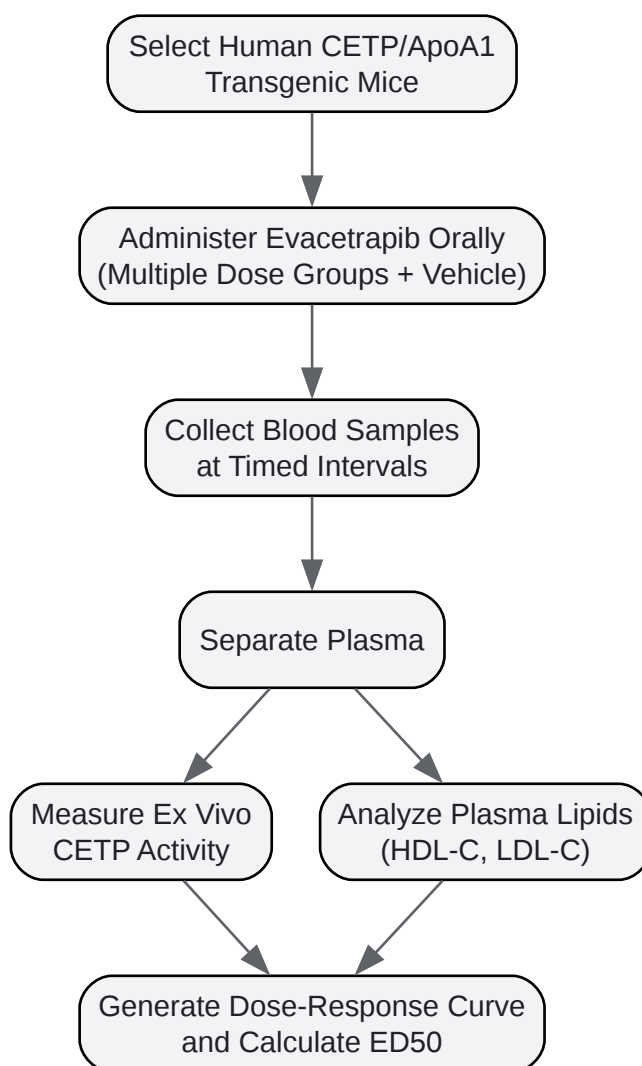 Select Human CETP/ApoA1
Transgenic Mice
Administer Evacetrapib Orally
(Multiple Dose Groups + Vehicle)
Collect Blood Samples
at Timed Intervals
Separate Plasma
Measure Ex Vivo
CETP Activity
Analyze Plasma Lipids
(HDL-C, LDL-C)
Generate Dose-Response Curve
and Calculate ED50